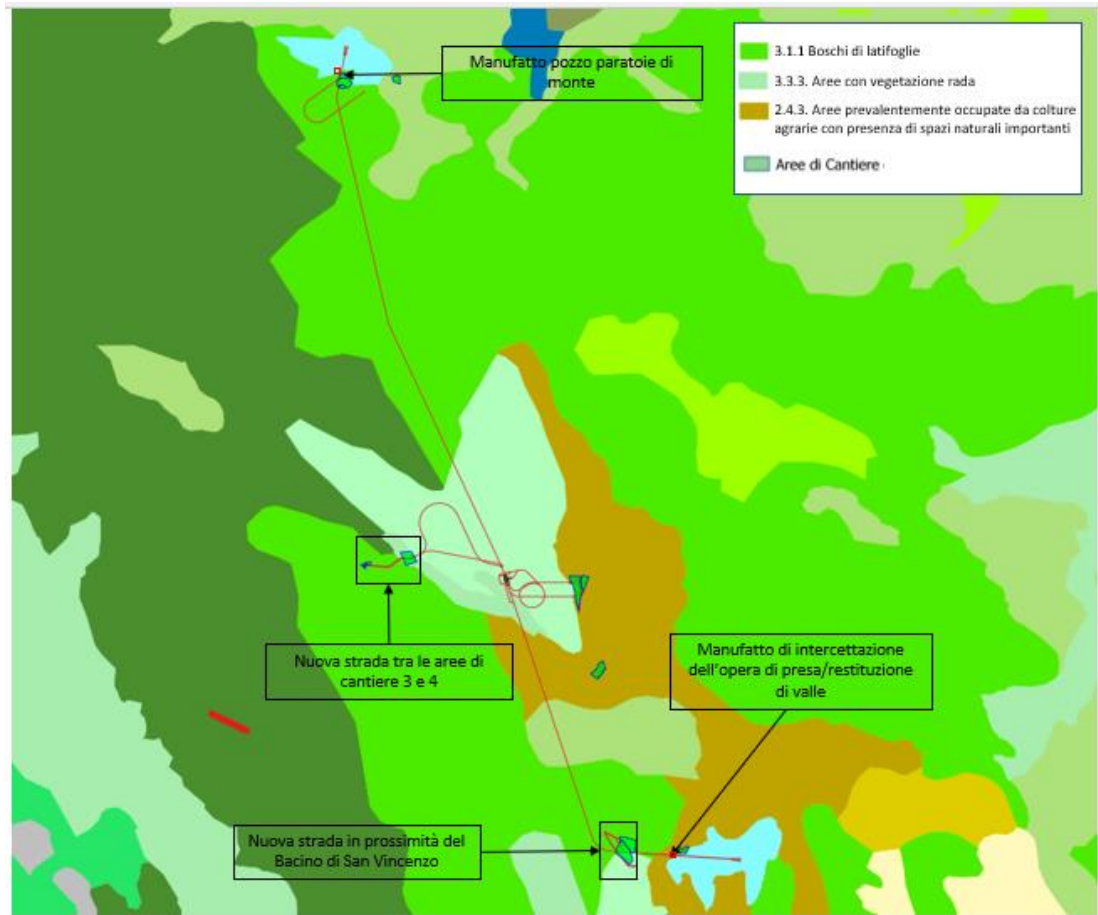 Manufatto pozzo paratoie di
monte
3.1.1 Boschi di latifoglie
3.3.3. Aree con vegetazione rada
2.4.3. Aree prevalentemente occupate da colture
agrarie con presenza di spazi naturali importanti
Aree di Cantiere
Nuova strada tra le aree di
cantiere 3 e 4
Manufatto di intercettazione
dell'opera di presa/restituzione
di valle
Nuova strada in prossimità del
Bacino di San Vincenzo